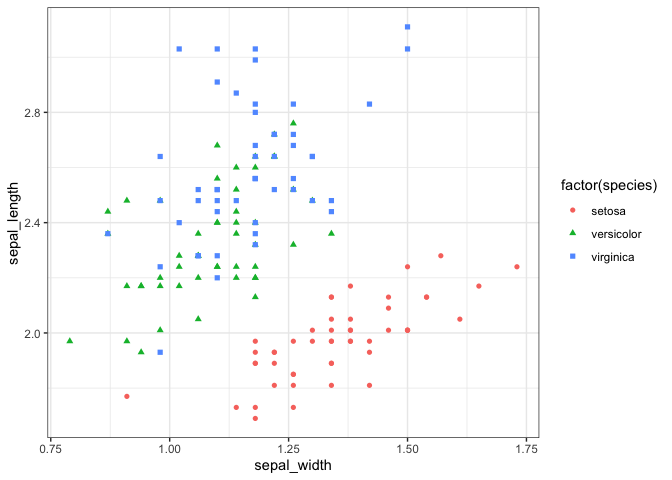 2.8
2.4
2.0
0.75
1.00
1.25
1.50
1.75
sepal_width
sepal_length
factor(species)
setosa
versicolor
virginica